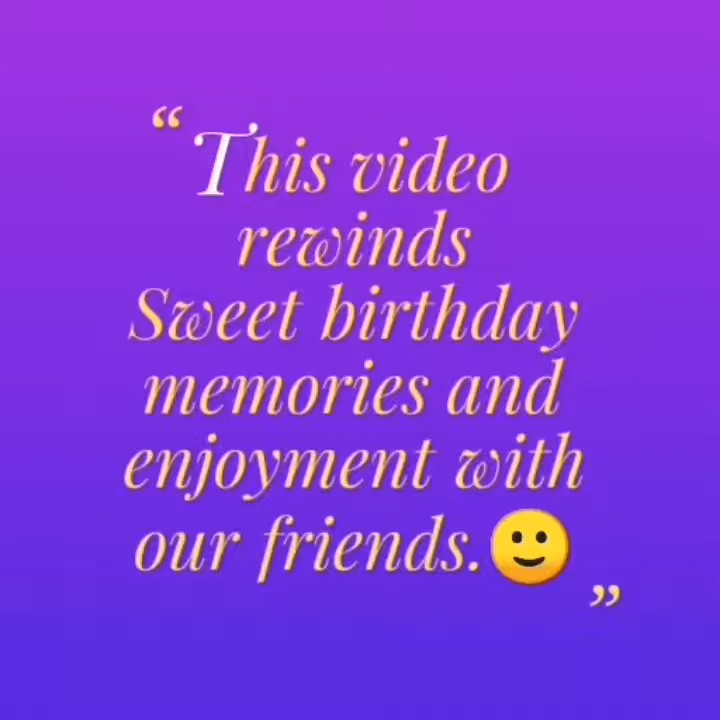 “This video
rewinds
Sweet birthday
memories and
enjoyment with
our friends.🙂”